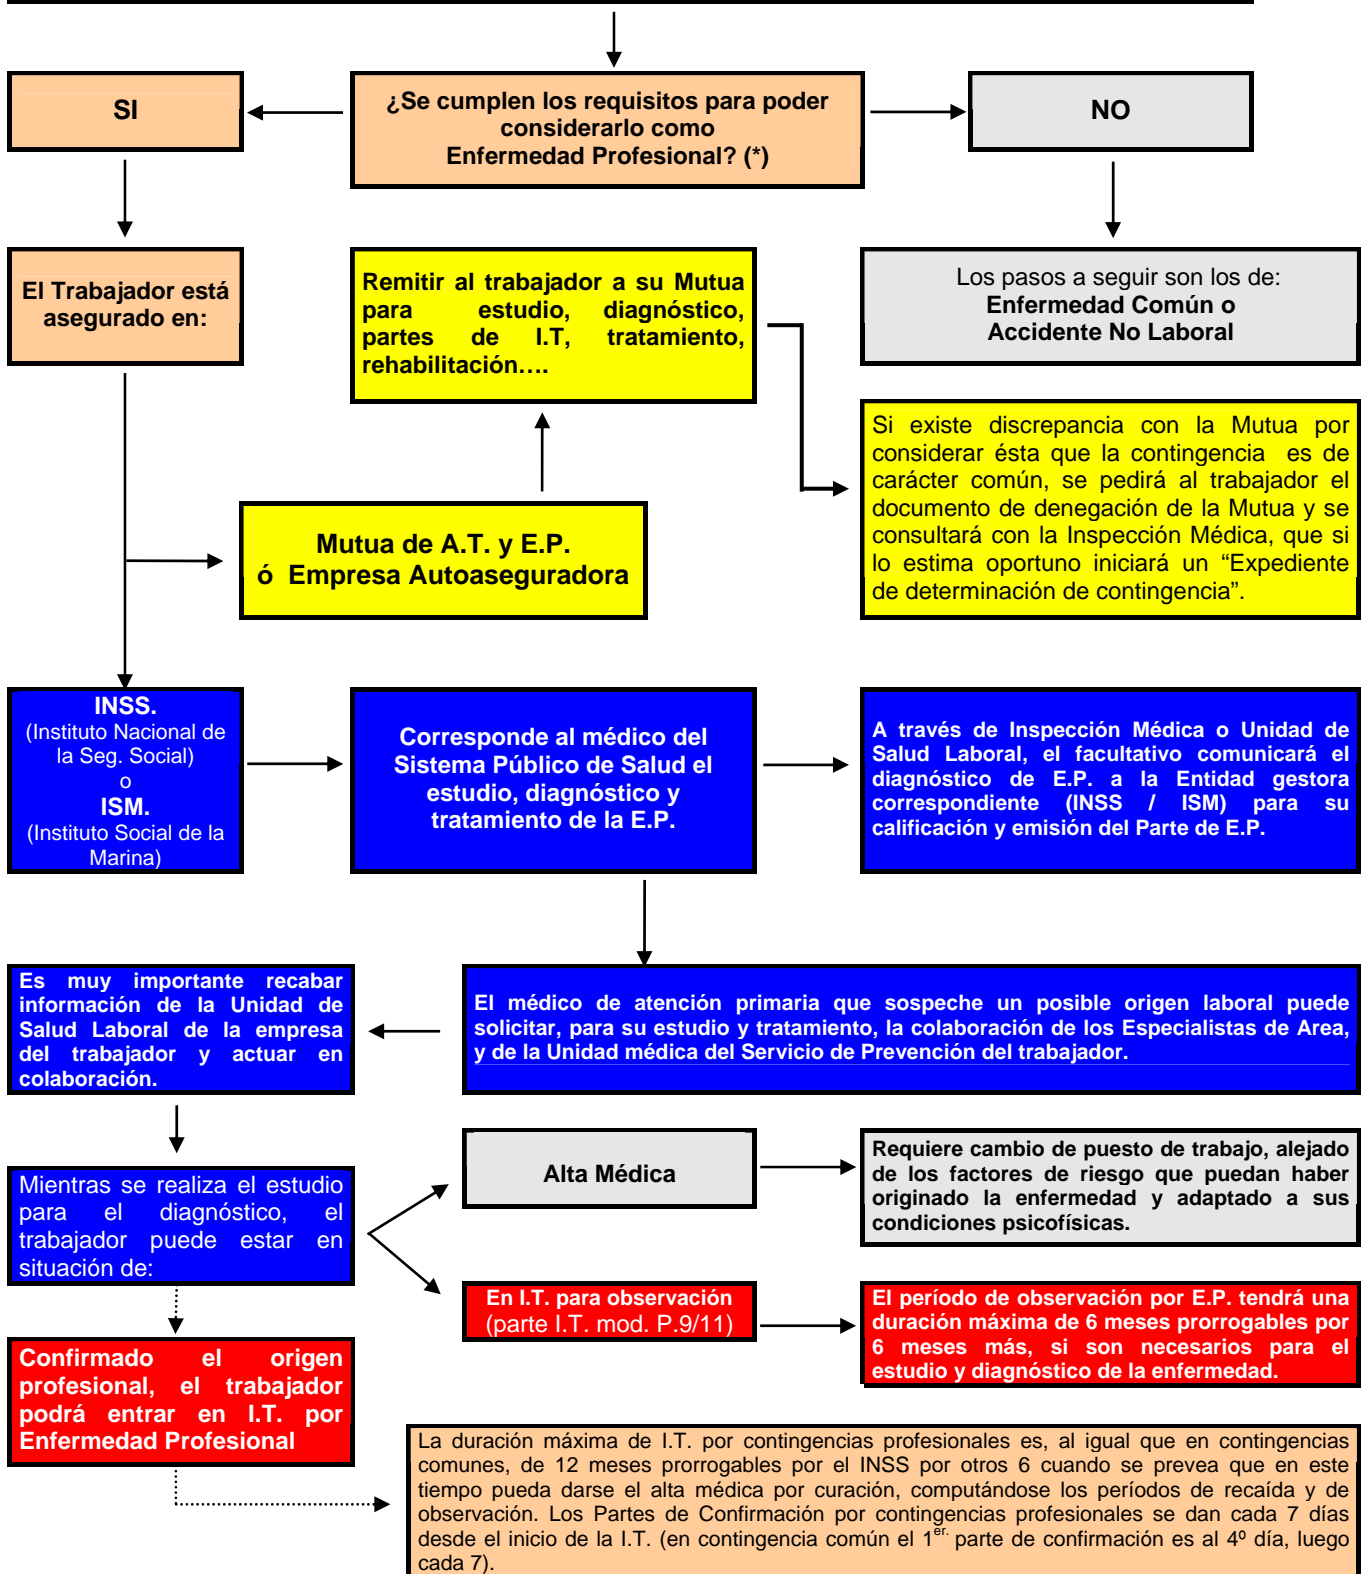 SI
¿Se cumplen los requisitos para poder
considerarlo como
Enfermedad Profesional? (*)
NO
El Trabajador está
asegurado en:
Remitir al trabajador a su Mutua
para estudio, diagnóstico,
partes de I.T, tratamiento,
rehabilitación….
Los pasos a seguir son los de:
Enfermedad Común o
Accidente No Laboral
Si existe discrepancia con la Mutua por
considerar ésta que la contingencia es de
carácter común, se pedirá al trabajador el
documento de denegación de la Mutua y se
consultará con la Inspección Médica, que si
lo estima oportuno iniciará un “Expediente
de determinación de contingencia”.
Mutua de A.T. y E.P.
ó Empresa Autoaseguradora
INSS.
(Instituto Nacional de
la Seg. Social)
o
ISM.
(Instituto Social de la
Marina)
Corresponde al médico del
Sistema Público de Salud el
estudio, diagnóstico y
tratamiento de la E.P.
A través de Inspección Médica o Unidad de
Salud Laboral, el facultativo comunicará el
diagnóstico de E.P. a la Entidad gestora
correspondiente (INSS / ISM) para su
calificación y emisión del Parte de E.P.
Es muy importante recabar
información de la Unidad de
Salud Laboral de la empresa
del trabajador y actuar en
colaboración.
El médico de atención primaria que sospeche un posible origen laboral puede
solicitar, para su estudio y tratamiento, la colaboración de los Especialistas de Area,
y de la Unidad médica del Servicio de Prevención del trabajador.
Mientras se realiza el estudio
para el diagnóstico, el
trabajador puede estar en
situación de:
Alta Médica
Requiere cambio de puesto de trabajo, alejado
de los factores de riesgo que puedan haber
originado la enfermedad y adaptado a sus
condiciones psicofísicas.
En I.T. para observación
(parte I.T. mod. P.9/11)
El período de observación por E.P. tendrá una
duración máxima de 6 meses prorrogables por
6 meses más, si son necesarios para el
estudio y diagnóstico de la enfermedad.
Confirmado el origen
profesional, el trabajador
podrá entrar en I.T. por
Enfermedad Profesional
La duración máxima de I.T. por contingencias profesionales es, al igual que en contingencias
comunes, de 12 meses prorrogables por el INSS por otros 6 cuando se prevea que en este
tiempo pueda darse el alta médica por curación, computándose los períodos de recaída y de
observación. Los Partes de Confirmación por contingencias profesionales se dan cada 7 días
desde el inicio de la I.T. (en contingencia común el 1er. parte de confirmación es al 4º día, luego
cada 7).